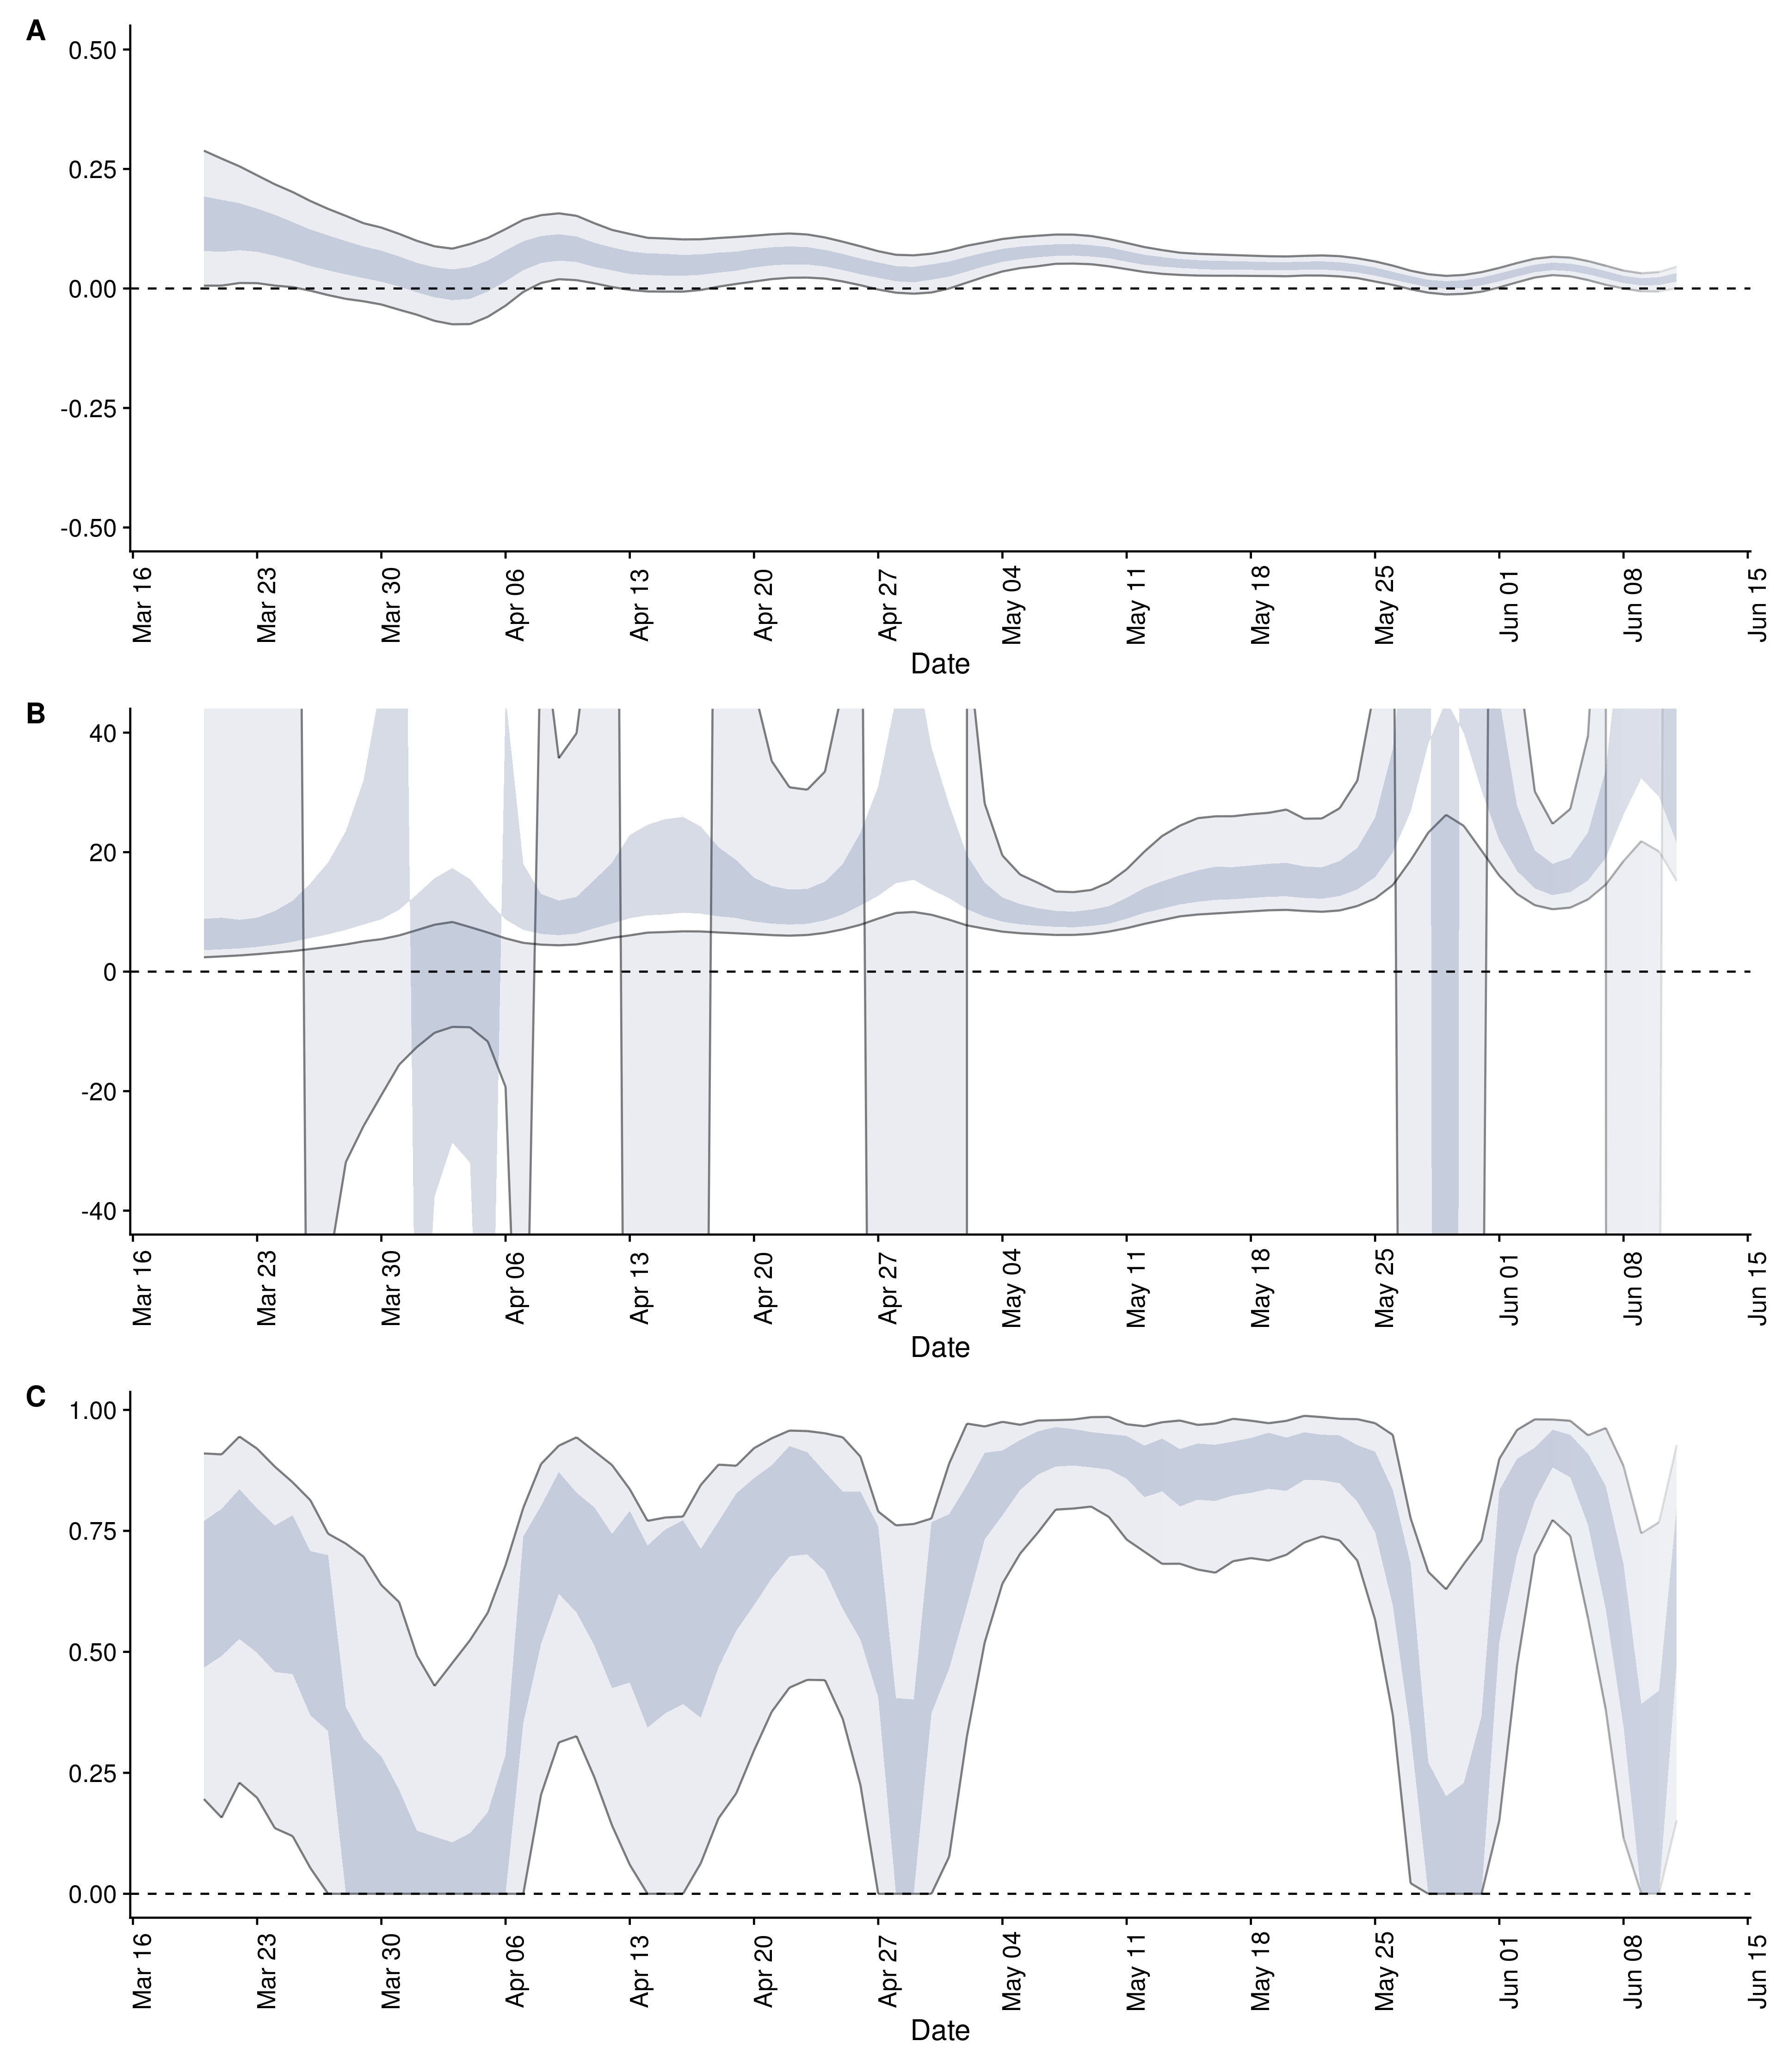 A
0.50
0.25
0.00
-0.25
-0.50
Mar 16
Mar 23
Mar 30
Apr 06
Apr 13
Apr 20
Apr 27
May 04
May 11
May 18
May 25
Jun 01
Jun 08
Jun 15
Date
B
40
20
0
-20
-40
Mar 16
Mar 23
Mar 30
Apr 06
Apr 13
Apr 20
Apr 27
May 04
May 11
May 18
May 25
Jun 01
Jun 08
Jun 15
Date
C
1.00
0.75
0.50
0.25
0.00
Mar 16
Mar 23
Mar 30
Apr 06
Apr 13
Apr 20
Apr 27
May 04
May 11
May 18
May 25
Jun 01
Jun 08
Jun 15
Date